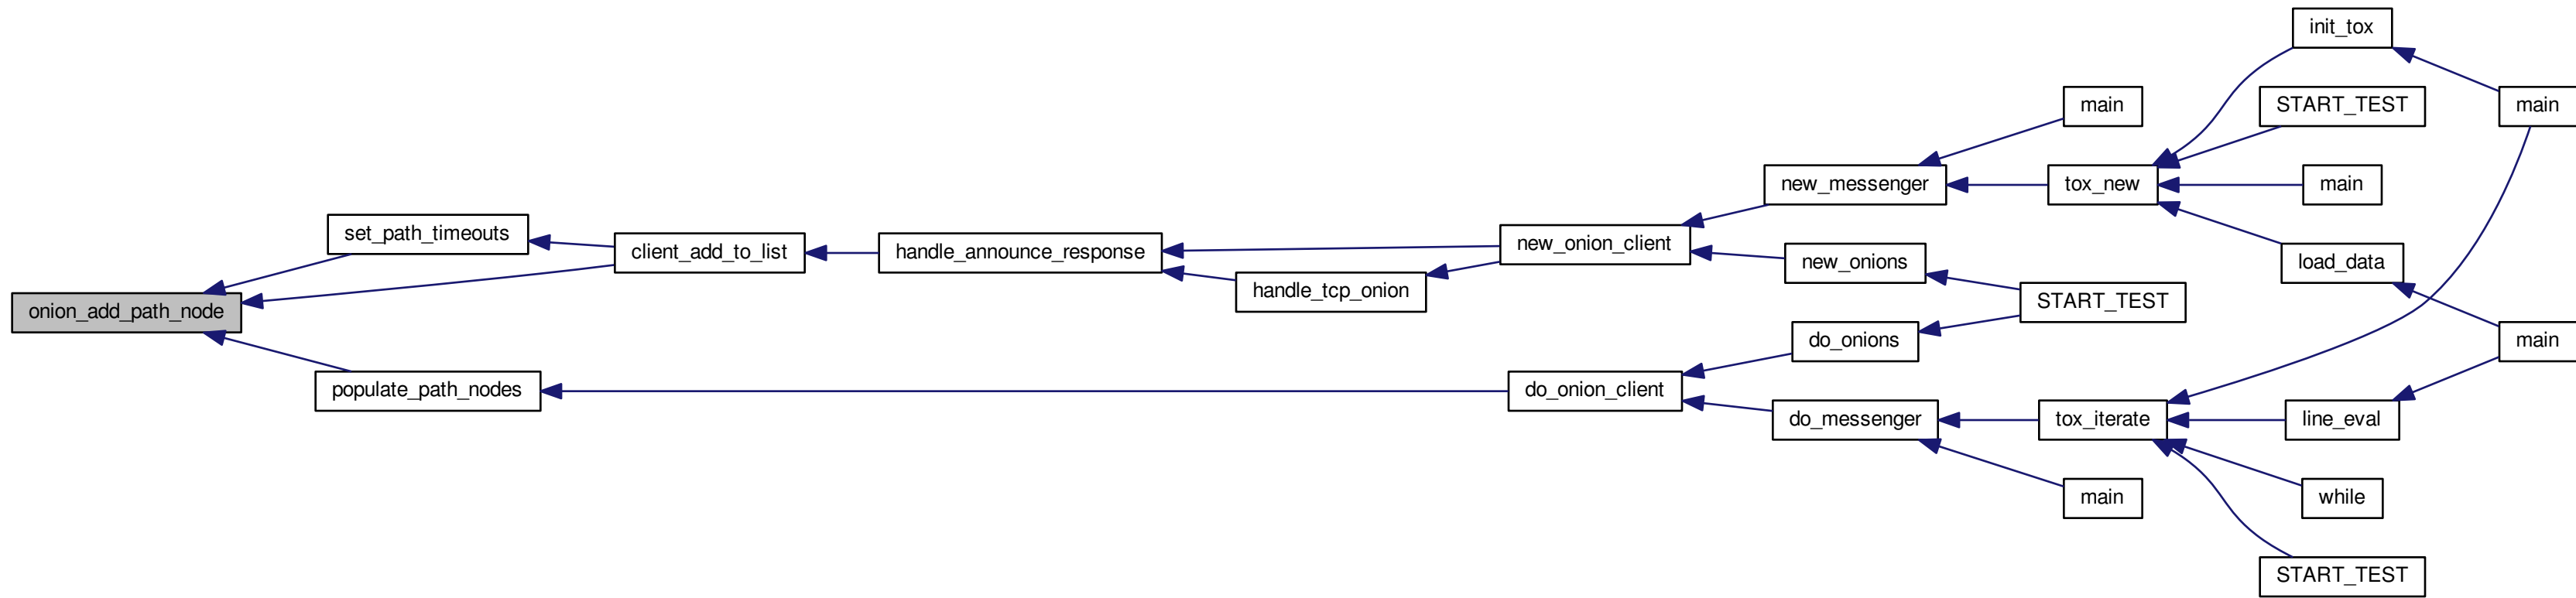 onion_add_path_node
set_path_timeouts
populate_path_nodes
client_add_to_list
handle_announce_response
handle_tcp_onion
new_onion_client
do_onion_client
new_messenger
new_onions
do_onions
do_messenger
main
tox_new
START_TEST
tox_iterate
main
init_tox
START_TEST
main
load_data
line_eval
while
START_TEST
main
main